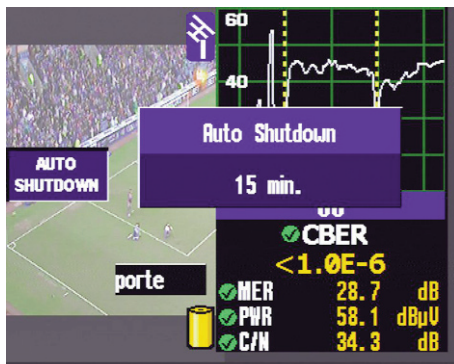 60
40
Auto Shutdown
15 min.
AUTO
SHUTDOWN
CBER
<1.0E-6
porte
MER 28.7 dB
PWR 58.1 dBµV
C/N 34.3 dB